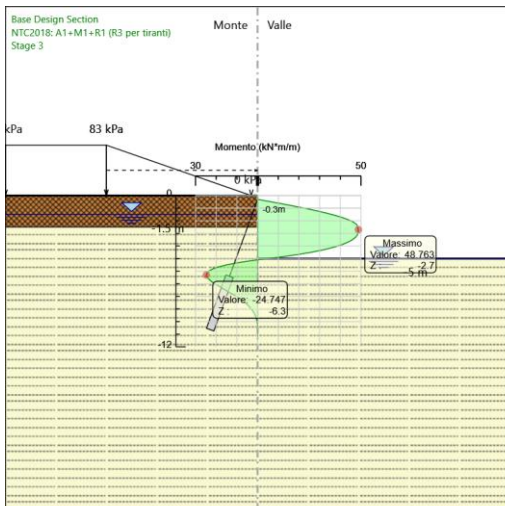 Base Design Section
NTC2018: A1+M1+R1 (R3 per tiranti)
Stage 3
Monte
Valle
kPa
83 kPa
Momento (kN*m/m)
30
0
50
0 kPa
0
-0.3m
-1.5 m
Massimo
Valore: 48.763
Z : -2.7
-5 m
Minimo
Valore: -24.747
Z : -6.3
-12